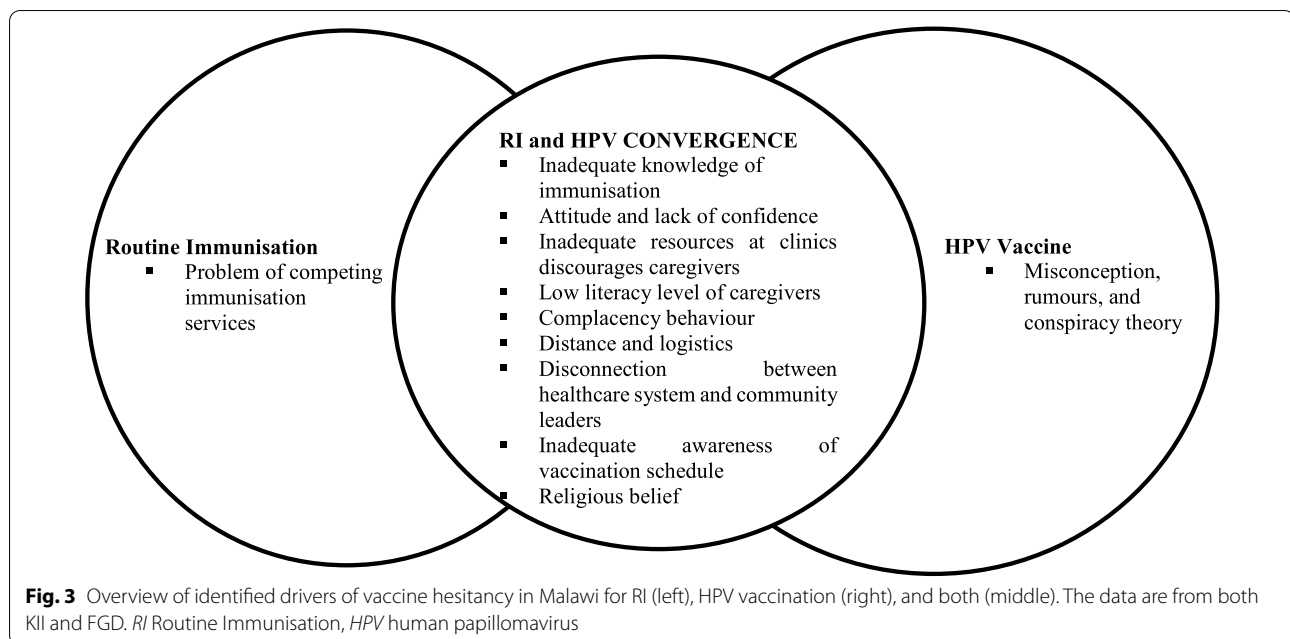 Routine Immunisation
▪ Problem of competing
immunisation
services
RI and HPV CONVERGENCE
▪ Inadequate knowledge of
immunisation
▪ Attitude and lack of confidence
▪ Inadequate resources at clinics
discourages caregivers
▪ Low literacy level of caregivers
▪ Complacency behaviour
▪ Distance and logistics
▪ Disconnection between
healthcare system and community
leaders
▪ Inadequate awareness of
vaccination schedule
▪ Religious belief
HPV Vaccine
▪ Misconception,
rumours, and
conspiracy theory
Fig. 3 Overview of identified drivers of vaccine hesitancy in Malawi for RI (left), HPV vaccination (right), and both (middle). The data are from both
KII and FGD. RI Routine Immunisation, HPV human papillomavirus